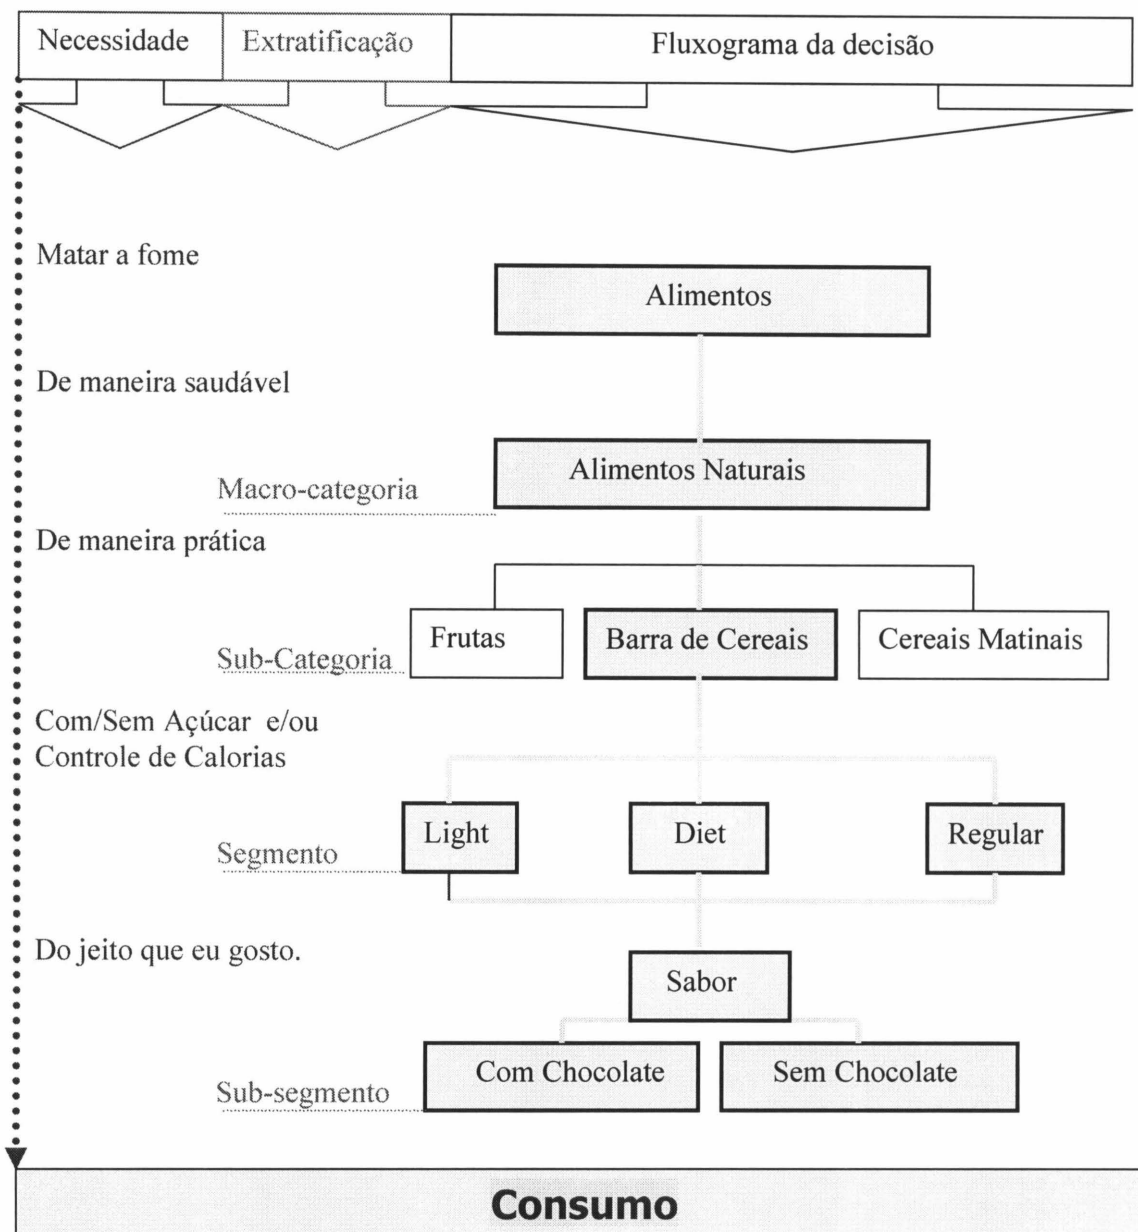 Necessidade Extratificação Fluxograma da decisão
Matar a fome
Alimentos
De maneira saudável
Alimentos Naturais
Macro-categoria
De maneira prática
Frutas Barra de Cereais Cereais Matinais
Sub-Categoria
Com/Sem Açúcar e/ou
Controle de Calorias
Light Diet Regular
Segmento
Do jeito que eu gosto.
Sabor
Com Chocolate Sem Chocolate
Sub-segmento
Consumo